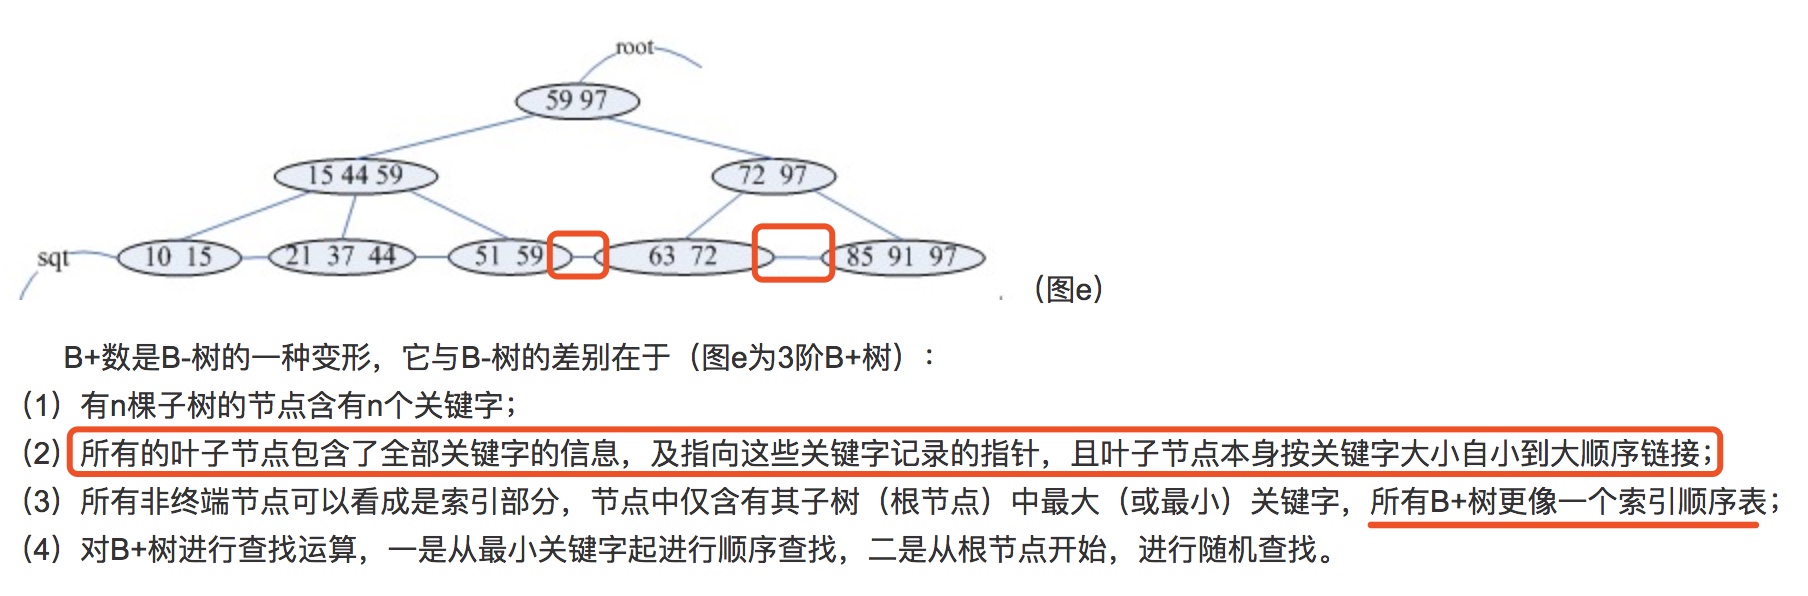 root
59 97
15 44 59
72 97
sqt
10 15
21 37 44
51 59
63 72
85 91 97
（图e）
B+数是B-树的一种变形，它与B-树的差别在于（图e为3阶B+树）：
（1）有n棵子树的节点含有n个关键字；
（2）所有的叶子节点包含了全部关键字的信息，及指向这些关键字记录的指针，且叶子节点本身按关键字大小自小到大顺序链接；
（3）所有非终端节点可以看成是索引部分，节点中仅含有其子树（根节点）中最大（或最小）关键字，所有B+树更像一个索引顺序表；
（4）对B+树进行查找运算，一是从最小关键字起进行顺序查找，二是从根节点开始，进行随机查找。